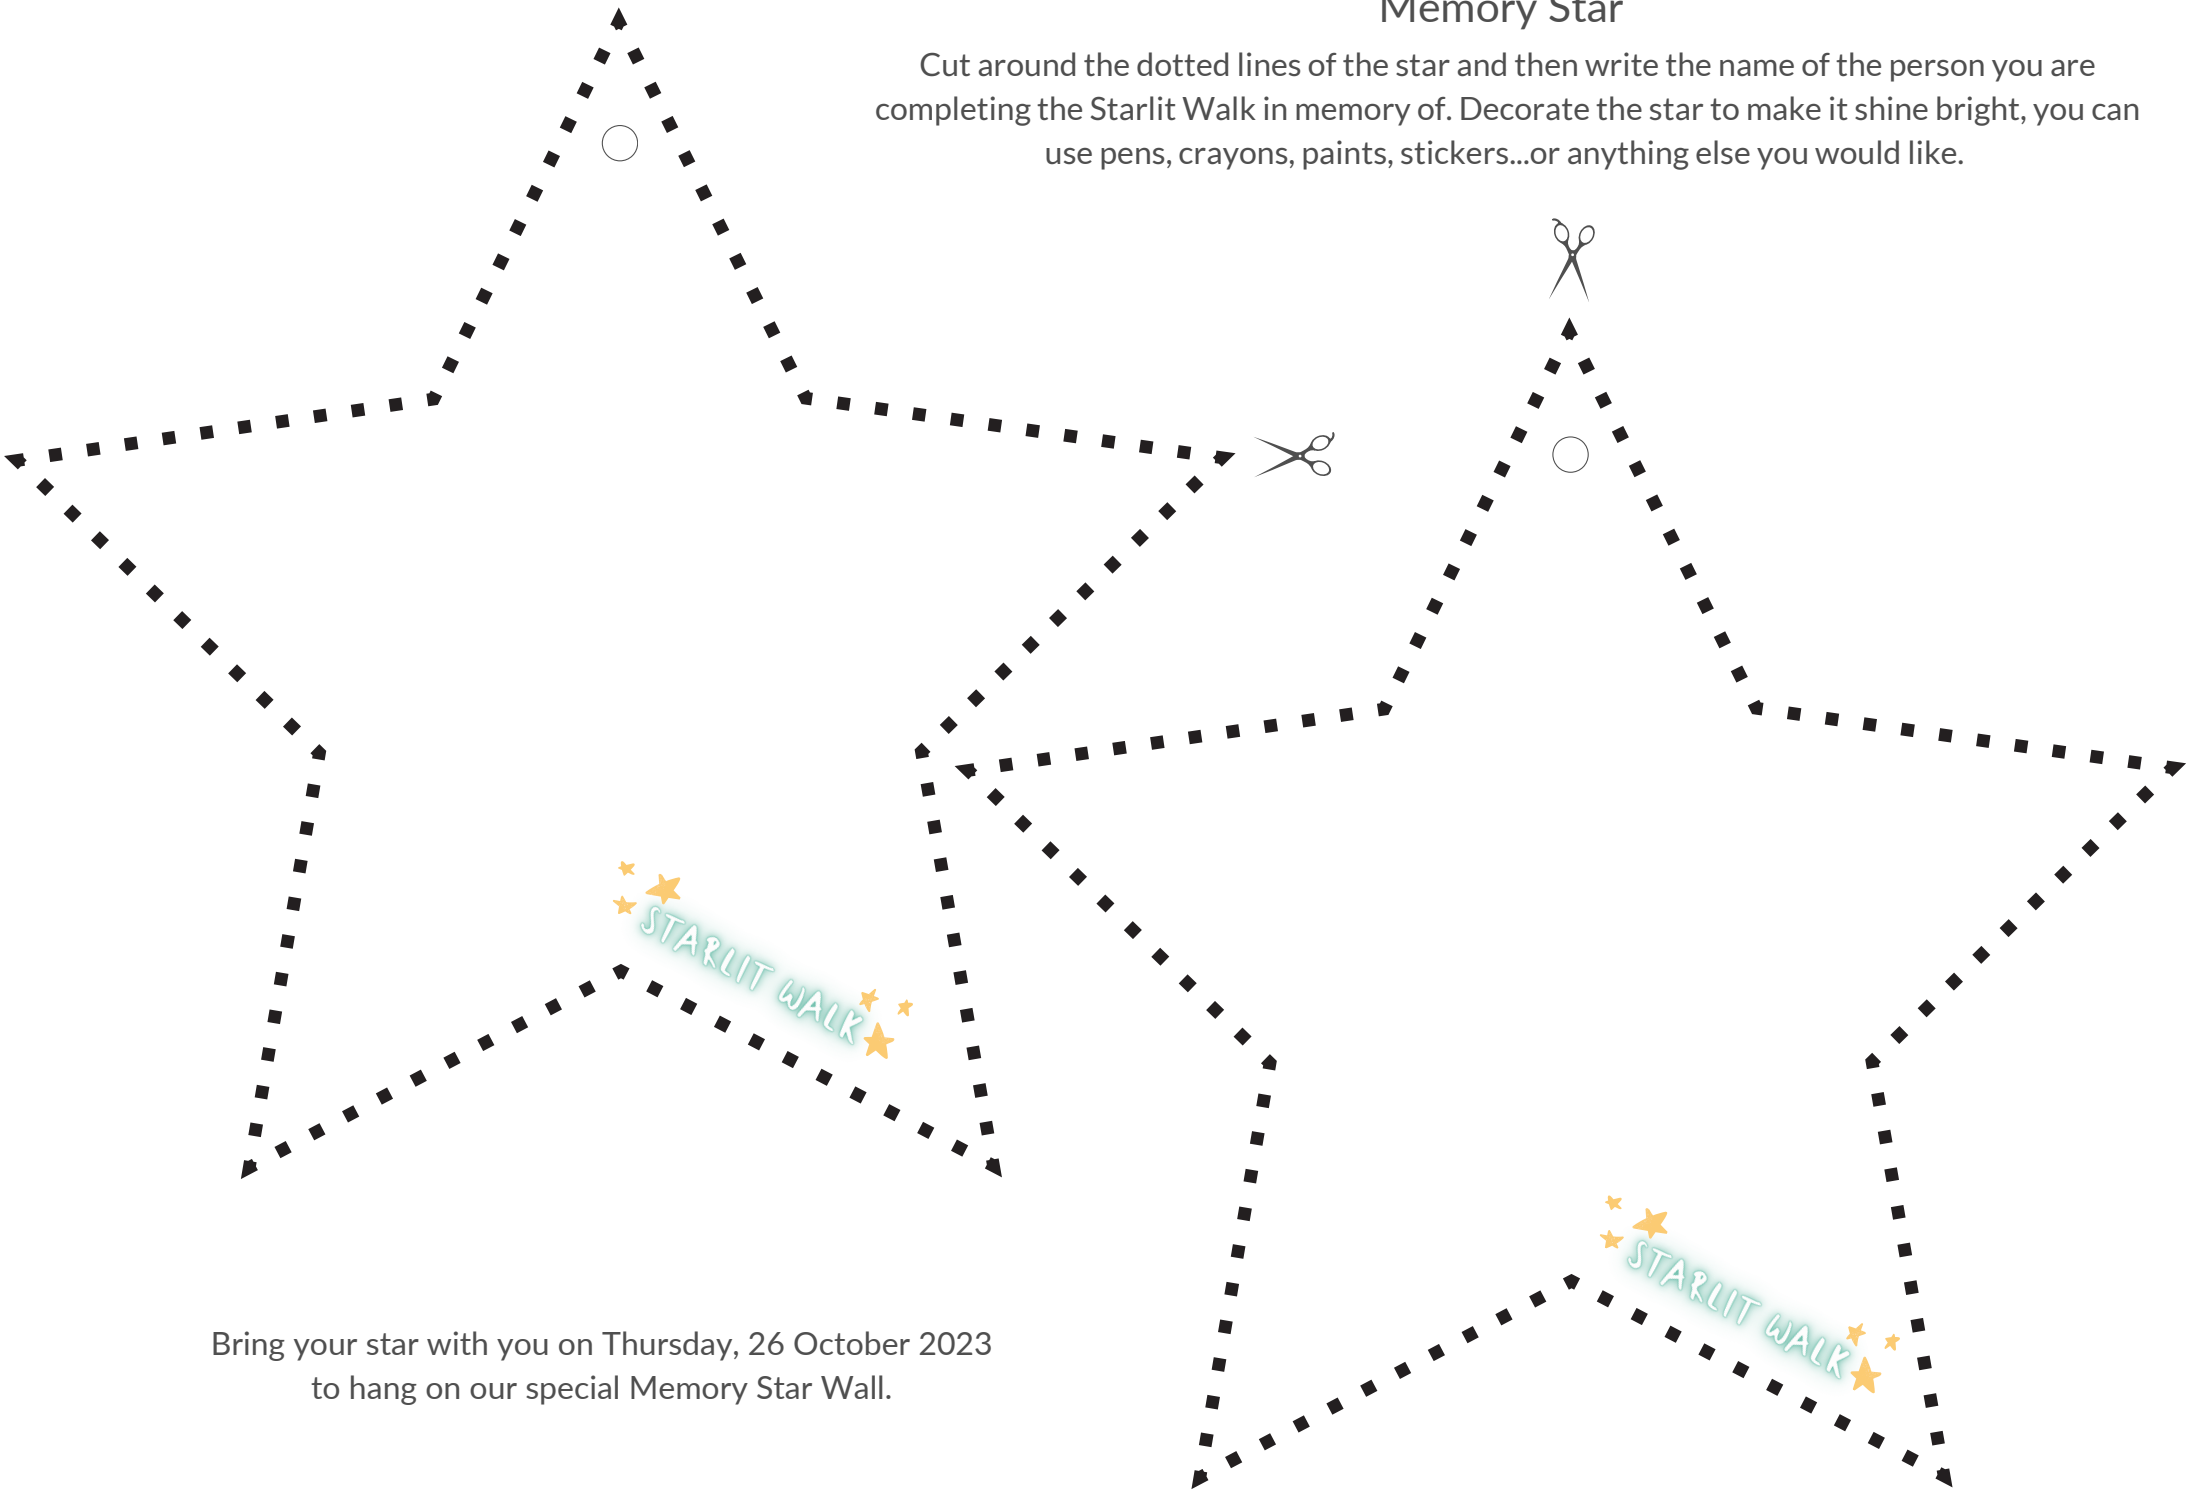 Memory Star
Cut around the dotted lines of the star and then write the name of the person you are
completing the Starlit Walk in memory of. Decorate the star to make it shine bright, you can
use pens, crayons, paints, stickers...or anything else you would like.
STARLIT WALK
STARLIT WALK
Bring your star with you on Thursday, 26 October 2023
to hang on our special Memory Star Wall.